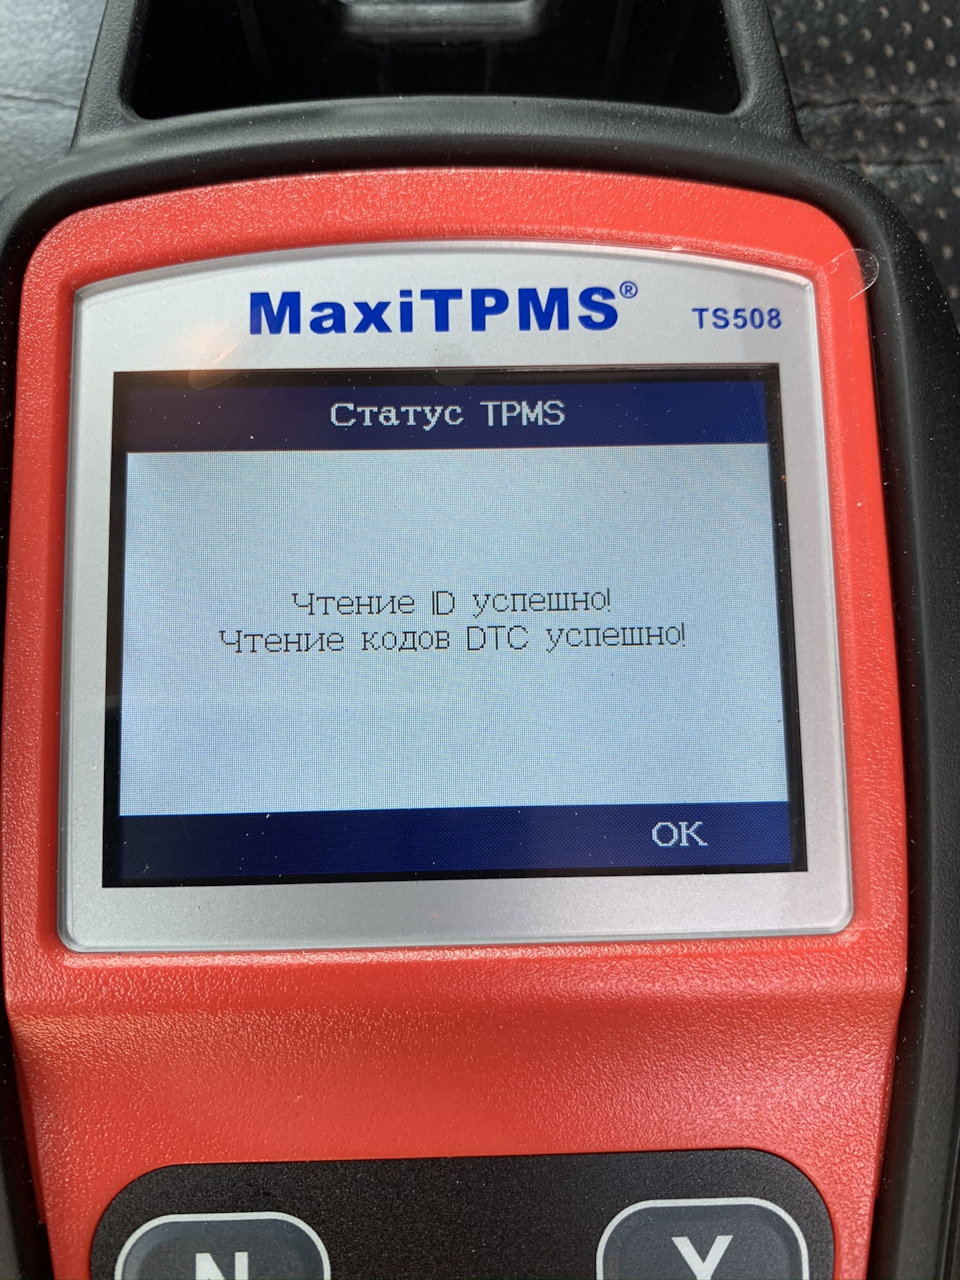 MaxiTPMS® TS508
Статус TPMS
Чтение ID успешно!
Чтение кодов DTC успешно!
OK
N Y